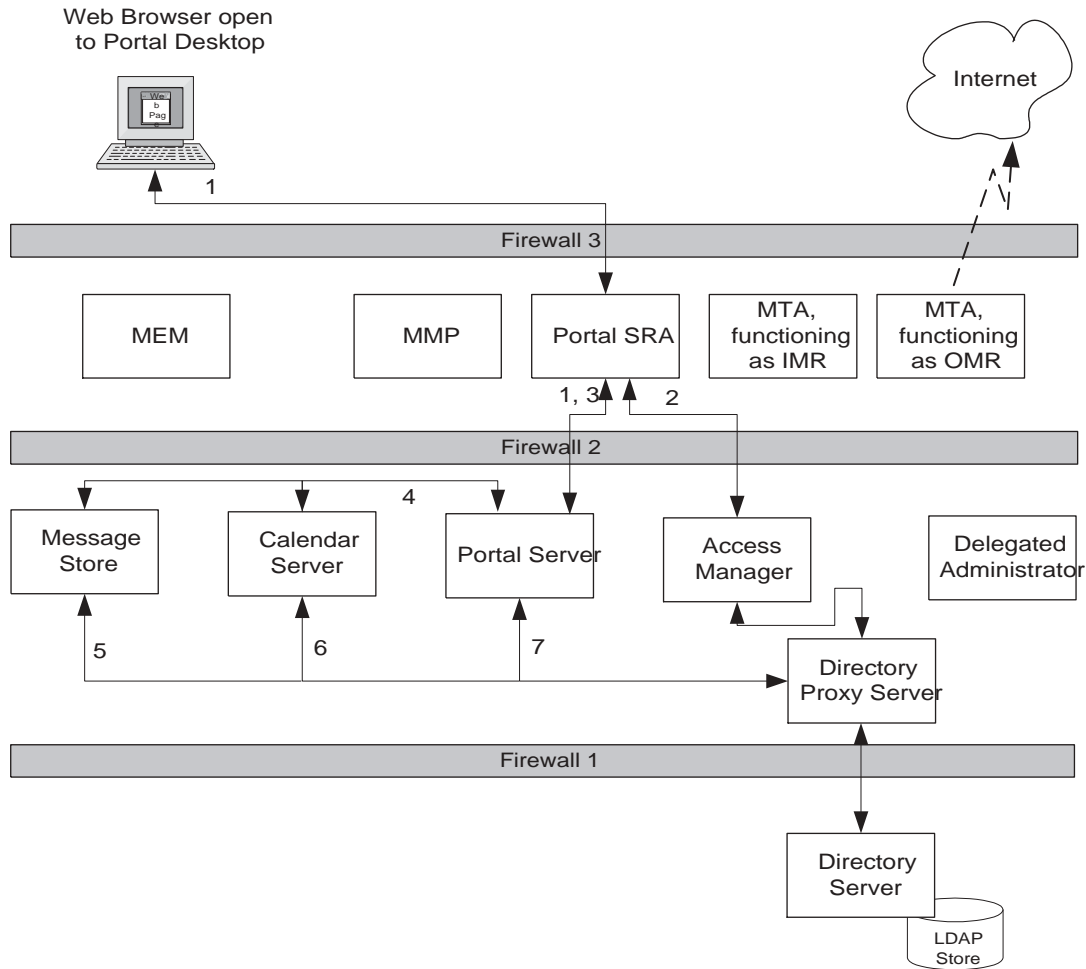 Web Browser open
to Portal Desktop
We
b
Pag
e
Internet
1
Firewall 3
MEM
MMP
Portal SRA
MTA,
functioning
as IMR
MTA,
functioning
as OMR
1, 3
2
Firewall 2
4
Message
Store
Calendar
Server
Portal Server
Access
Manager
Delegated
Administrator
5
6
7
Directory
Proxy Server
Firewall 1
Directory
Server
LDAP
Store